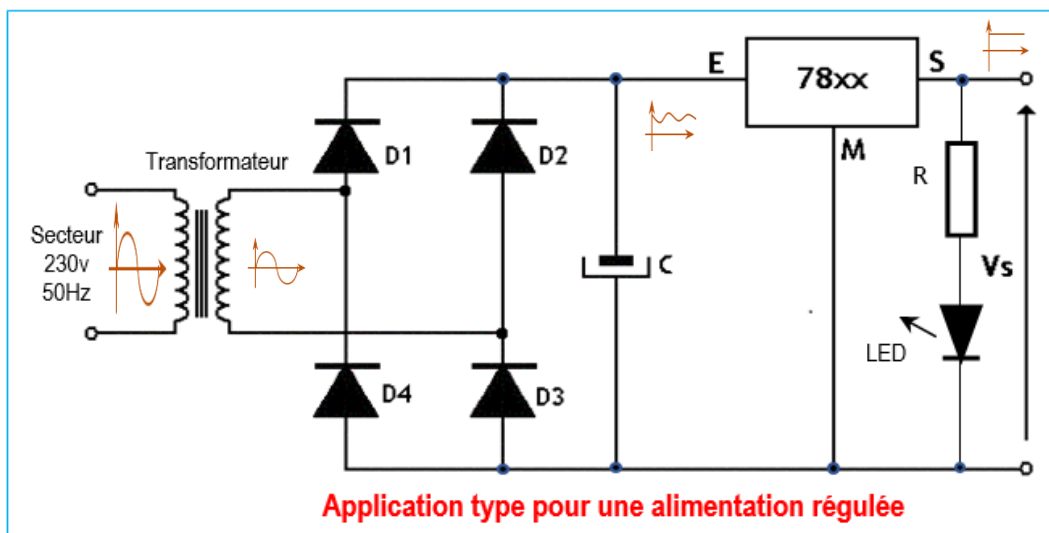 E
78xx
S
D1
D2
M
Transformateur
R
Secteur
230v
50Hz
C
Vs
LED
D4
D3
Application type pour une alimentation régulée